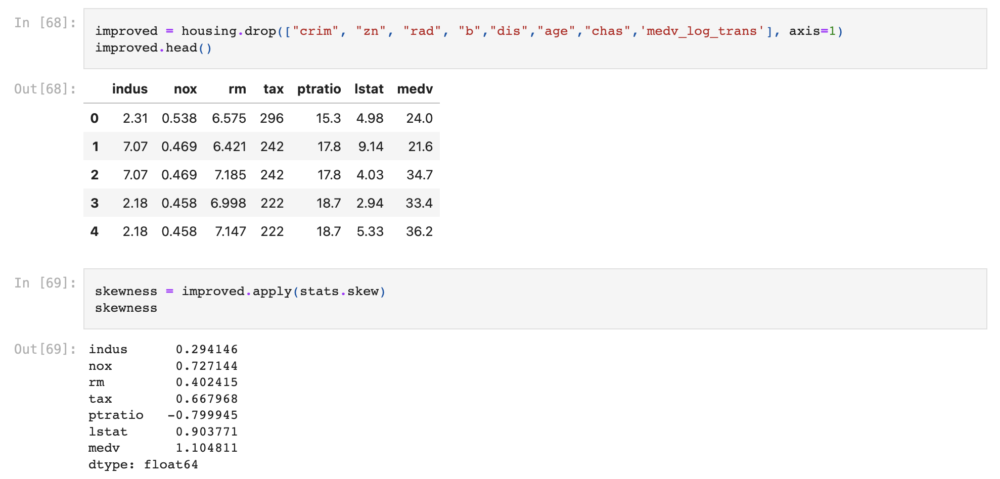 In [68]:
improved = housing.drop(["crim", "zn", "rad", "b","dis","age","chas",'medv_log_trans'], axis=1)
improved.head()
Out[68]:
indus nox rm tax ptratio lstat medv
0 2.31 0.538 6.575 296 15.3 4.98 24.0
1 7.07 0.469 6.421 242 17.8 9.14 21.6
2 7.07 0.469 7.185 242 17.8 4.03 34.7
3 2.18 0.458 6.998 222 18.7 2.94 33.4
4 2.18 0.458 7.147 222 18.7 5.33 36.2
In [69]:
skewness = improved.apply(stats.skew)
skewness
Out[69]:
indus 0.294146
nox 0.727144
rm 0.402415
tax 0.667968
ptratio -0.799945
lstat 0.903771
medv 1.104811
dtype: float64